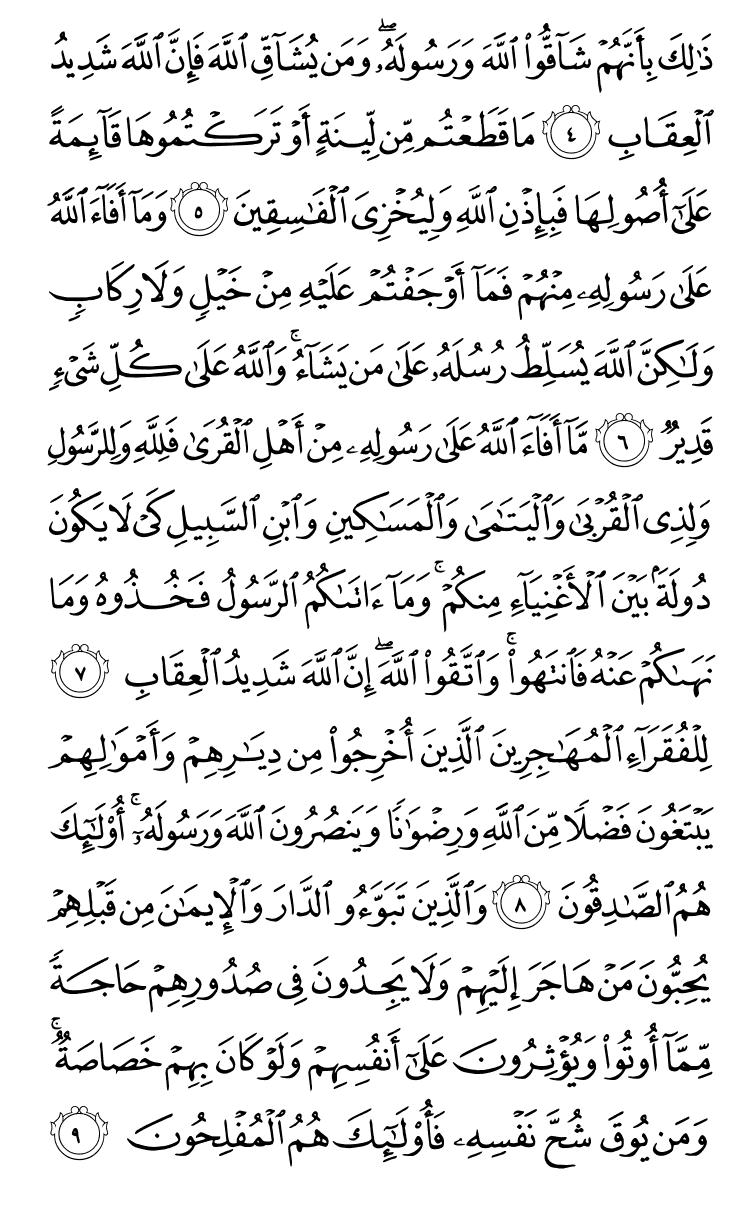 ذَٰلِكَ بِأَنَّهُمۡ شَآقُّواْ ٱللَّهَ وَرَسُولَهُۥۖ وَمَن يُشَآقِّ ٱللَّهَ فَإِنَّ ٱللَّهَ شَدِيدُ
ٱلۡعِقَابِ ٤ مَا قَطَعۡتُم مِّن لِّينَةٍ أَوۡ تَرَكۡتُمُوهَا قَآئِمَةً
عَلَىٰٓ أُصُولِهَا فَبِإِذۡنِ ٱللَّهِ وَلِيُخۡزِيَ ٱلۡفَٰسِقِينَ ٥ وَمَآ أَفَآءَ ٱللَّهُ
عَلَىٰ رَسُولِهِۦ مِنۡهُمۡ فَمَآ أَوۡجَفۡتُمۡ عَلَيۡهِ مِنۡ خَيۡلٖ وَلَا رِكَابٖ
وَلَٰكِنَّ ٱللَّهَ يُسَلِّطُ رُسُلَهُۥ عَلَىٰ مَن يَشَآءُۚ وَٱللَّهُ عَلَىٰ كُلِّ شَيۡءٖ
قَدِيرٞ ٦ مَّآ أَفَآءَ ٱللَّهُ عَلَىٰ رَسُولِهِۦ مِنۡ أَهۡلِ ٱلۡقُرَىٰ فَلِلَّهِ وَلِلرَّسُولِ
وَلِذِي ٱلۡقُرۡبَىٰ وَٱلۡيَتَٰمَىٰ وَٱلۡمَسَٰكِينِ وَٱبۡنِ ٱلسَّبِيلِ كَيۡ لَا يَكُونَ
دُولَةَۢ بَيۡنَ ٱلۡأَغۡنِيَآءِ مِنكُمۡۚ وَمَآ ءَاتَىٰكُمُ ٱلرَّسُولُ فَخُذُوهُ وَمَا
نَهَىٰكُمۡ عَنۡهُ فَٱنتَهُواْۚ وَٱتَّقُواْ ٱللَّهَۖ إِنَّ ٱللَّهَ شَدِيدُ ٱلۡعِقَابِ ٧
لِلۡفُقَرَآءِ ٱلۡمُهَٰجِرِينَ ٱلَّذِينَ أُخۡرِجُواْ مِن دِيَٰرِهِمۡ وَأَمۡوَٰلِهِمۡ
يَبۡتَغُونَ فَضۡلٗا مِّنَ ٱللَّهِ وَرِضۡوَٰنٗا وَيَنصُرُونَ ٱللَّهَ وَرَسُولَهُۥٓۚ أُوْلَٰٓئِكَ
هُمُ ٱلصَّٰدِقُونَ ٨ وَٱلَّذِينَ تَبَوَّءُو ٱلدَّارَ وَٱلۡإِيمَٰنَ مِن قَبۡلِهِمۡ
يُحِبُّونَ مَنۡ هَاجَرَ إِلَيۡهِمۡ وَلَا يَجِدُونَ فِي صُدُورِهِمۡ حَاجَةٗ
مِّمَّآ أُوتُواْ وَيُؤۡثِرُونَ عَلَىٰٓ أَنفُسِهِمۡ وَلَوۡ كَانَ بِهِمۡ خَصَاصَةٞۚ
وَمَن يُوقَ شُحَّ نَفۡسِهِۦ فَأُوْلَٰٓئِكَ هُمُ ٱلۡمُفۡلِحُونَ ٩